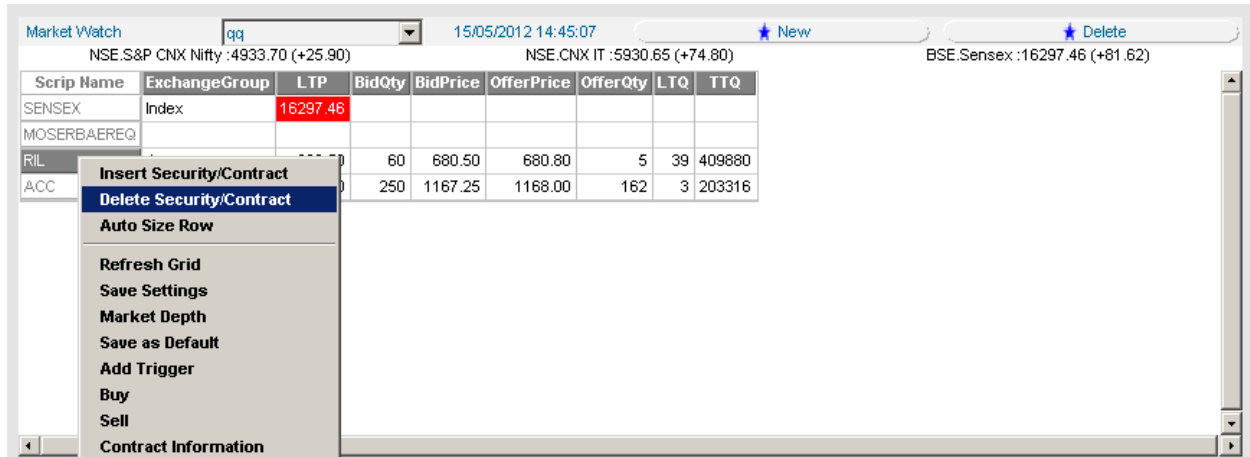 Market Watch qq 15/05/2012 14:45:07 New Delete
NSE.S&P CNX Nifty :4933.70 (+25.90) NSE.CNX IT :5930.65 (+74.80) BSE.Sensex :16297.46 (+81.62)
Scrip Name ExchangeGroup LTP BidQty BidPrice OfferPrice OfferQty LTQ TTQ
SENSEX Index 16297.46
MOSERBAEREQ
RIL 60 680.50 680.80 5 39 409880
Insert Security/Contract
ACC 250 1167.25 1168.00 162 3 203316
Delete Security/Contract
Auto Size Row
Refresh Grid
Save Settings
Market Depth
Save as Default
Add Trigger
Buy
Sell
Contract Information